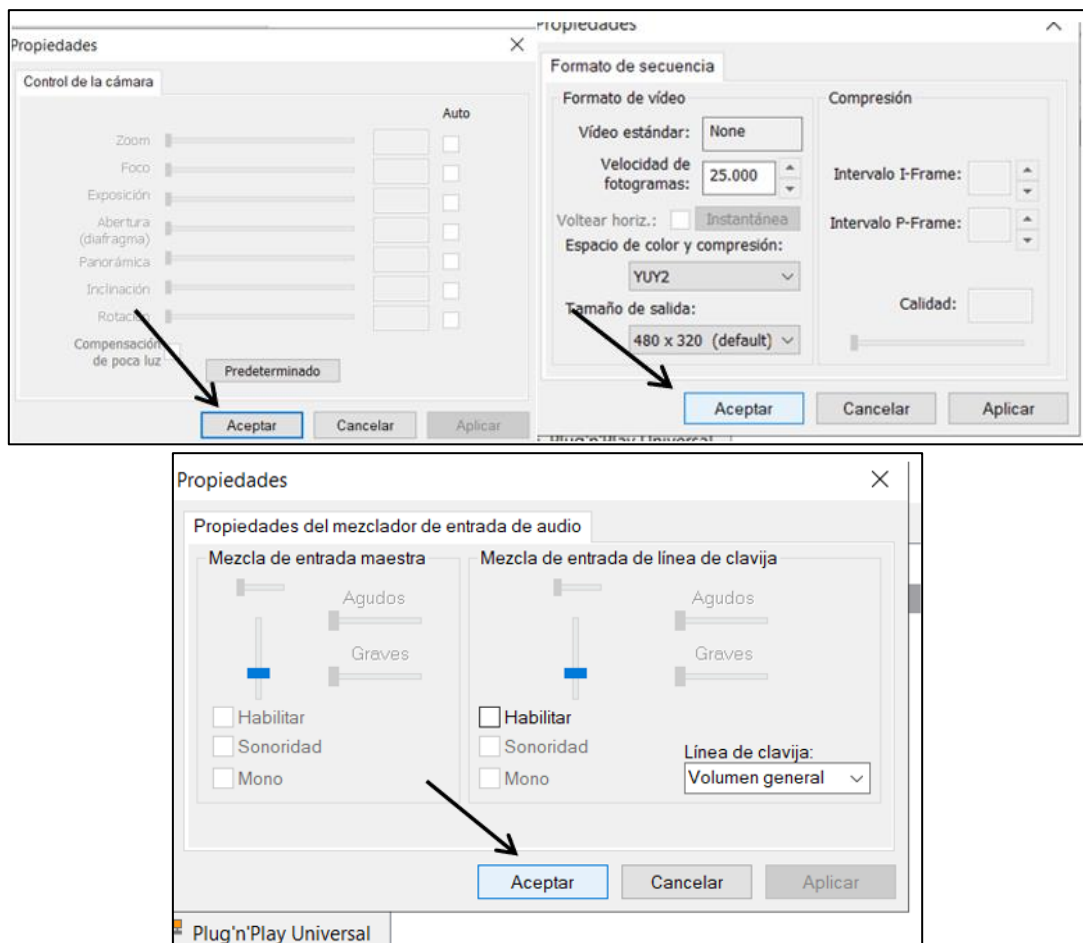 Propiedades
Control de la cámara
Auto
Zoom
Foco
Exposición
Abertura
(diafragma)
Panorámica
Inclinación
Rotación
Compensación
de poca luz
Predeterminado
Aceptar Cancelar Aplicar
Propiedades
Formato de secuencia
Formato de vídeo
Vídeo estándar: None
Velocidad de
fotogramas: 25.000
Voltear horiz.: Instantánea
Espacio de color y compresión:
YUY2
Tamaño de salida:
480 x 320 (default)
Compresión
Intervalo I-Frame:
Intervalo P-Frame:
Calidad:
Aceptar Cancelar Aplicar
Plug'n'Play Universal
Propiedades
Propiedades del mezclador de entrada de audio
Mezcla de entrada maestra
Agudos
Graves
Habilitar
Sonoridad
Mono
Mezcla de entrada de línea de clavija
Agudos
Graves
Habilitar
Sonoridad
Mono
Línea de clavija:
Volumen general
Aceptar Cancelar Aplicar
Plug'n'Play Universal